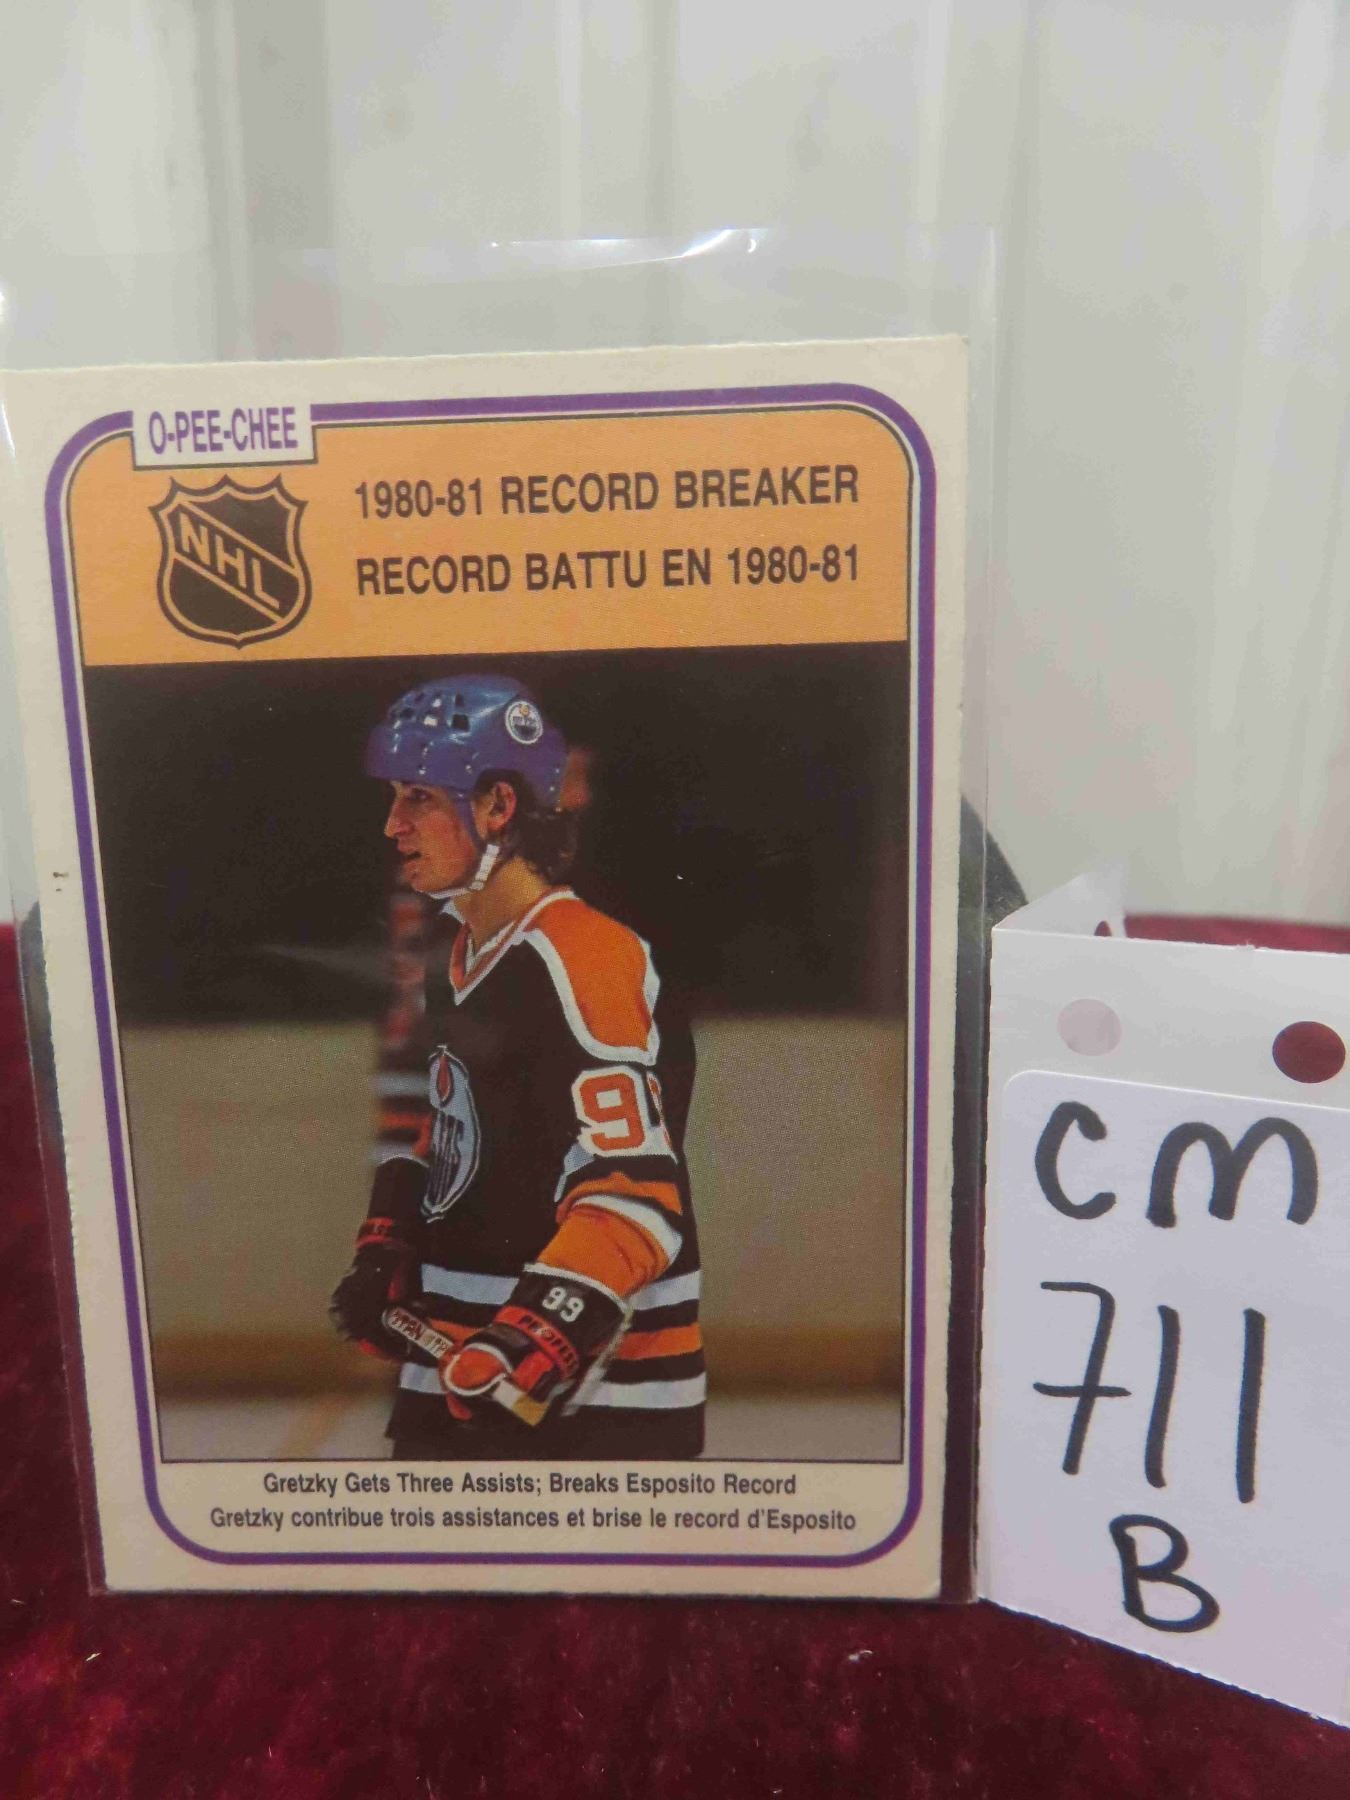 O-PEE-CHEE
NHL
1980-81 RECORD BREAKER
RECORD BATTU EN 1980-81
99
Gretzky Gets Three Assists; Breaks Esposito Record
Gretzky contribue trois assistances et brise le record d'Esposito
CM
711
B